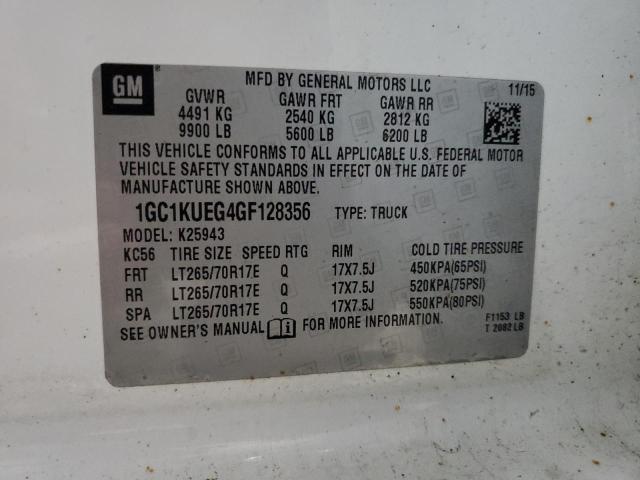 GM
MFD BY GENERAL MOTORS LLC 11/15
GVWR GAWR FRT GAWR RR
4491 KG 2540 KG 2812 KG
9900 LB 5600 LB 6200 LB
THIS VEHICLE CONFORMS TO ALL APPLICABLE U.S. FEDERAL MOTOR
VEHICLE SAFETY STANDARDS IN EFFECT ON THE DATE OF
MANUFACTURE SHOWN ABOVE.
1GC1KUEG4GF128356 TYPE: TRUCK
MODEL: K25943
KC56 TIRE SIZE SPEED RTG RIM COLD TIRE PRESSURE
FRT LT265/70R17E Q 17X7.5J 450KPA(65PSI)
RR LT265/70R17E Q 17X7.5J 520KPA(75PSI)
SPA LT265/70R17E Q 17X7.5J 550KPA(80PSI)
SEE OWNER'S MANUAL FOR MORE INFORMATION.
F1153 LB
T 2082 LB